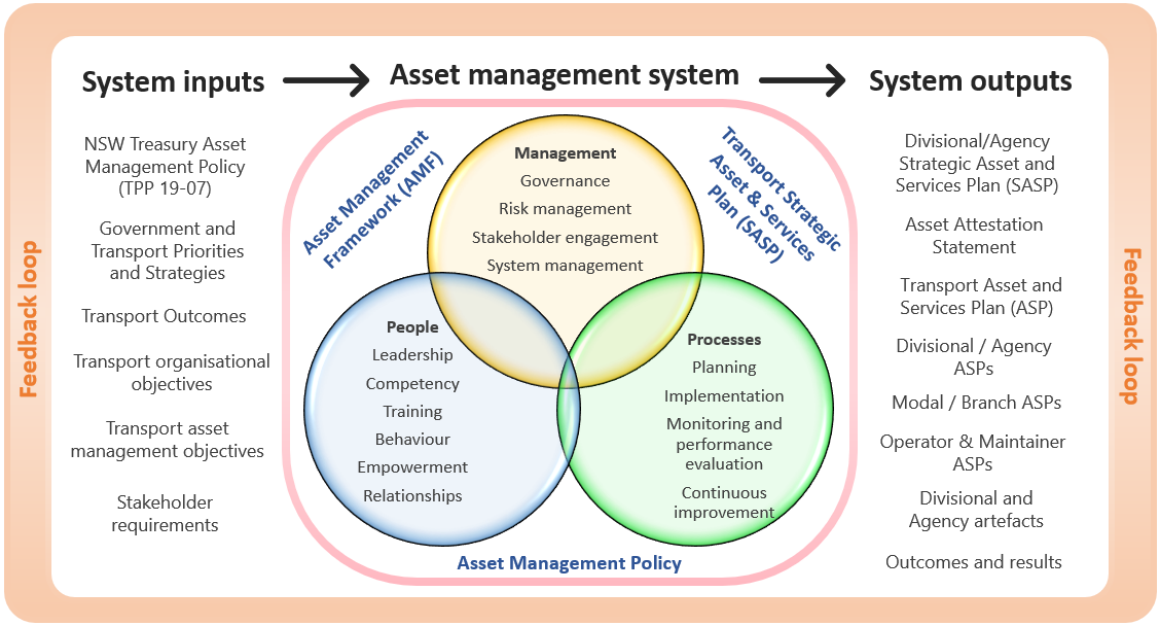 System inputs
Asset management system
System outputs
Feedback loop
NSW Treasury Asset
Management Policy
(TPP 19-07)
Government and
Transport Priorities
and Strategies
Transport Outcomes
Transport organisational
objectives
Transport asset
management objectives
Stakeholder
requirements
Asset Management
Framework (AMF)
Transport Strategic
Asset & Services
Plan (SASP)
Management
Governance
Risk management
Stakeholder engagement
System management
People
Leadership
Competency
Training
Behaviour
Empowerment
Relationships
Processes
Planning
Implementation
Monitoring and
performance
evaluation
Continuous
improvement
Asset Management Policy
Divisional/Agency
Strategic Asset and
Services Plan (SASP)
Asset Attestation
Statement
Transport Asset and
Services Plan (ASP)
Divisional / Agency
ASPs
Modal / Branch ASPs
Operator & Maintainer
ASPs
Divisional and
Agency artefacts
Outcomes and results
Feedback loop